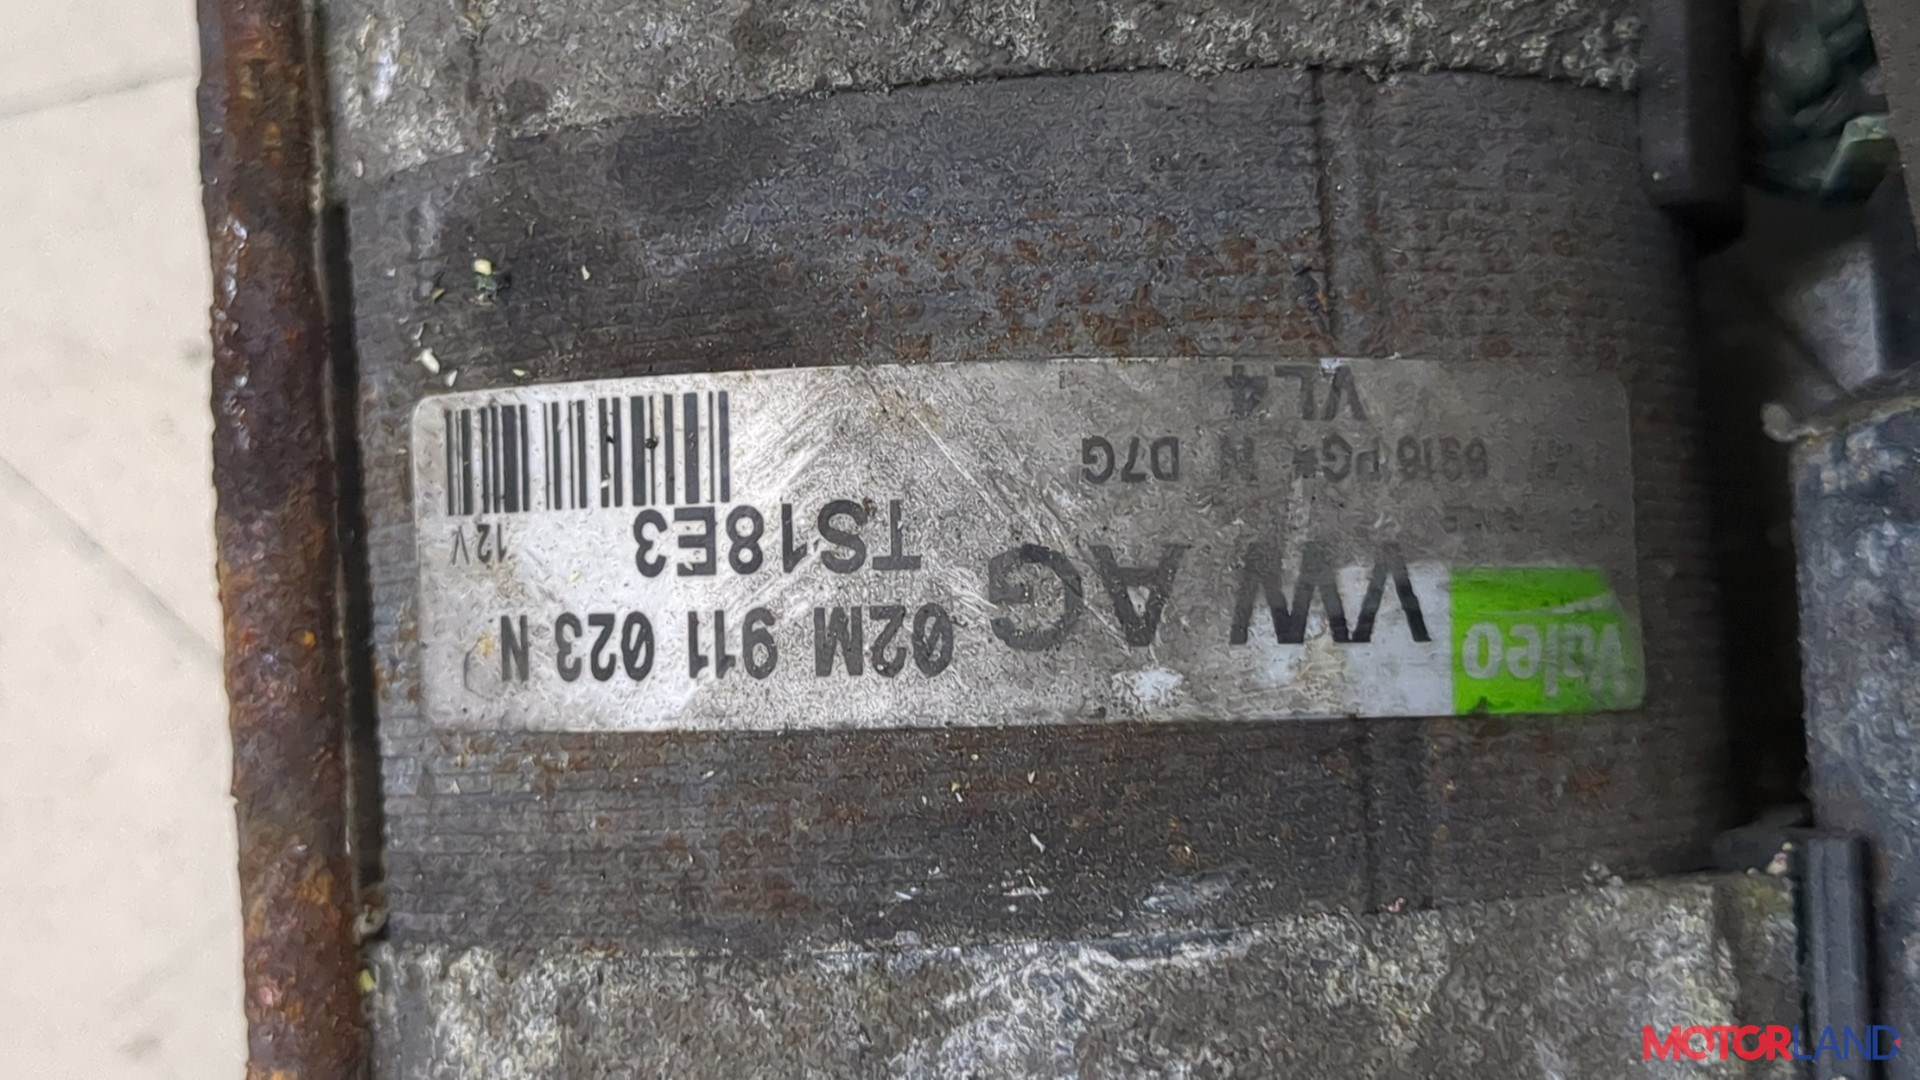 Valeo
VW AG
02M 911 023 N
TS18E3
12V
N D7G
VL4
MOTORLAND